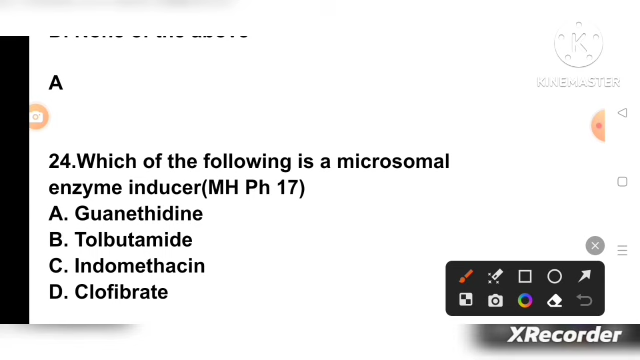 D. None of the above
A
KINEMASTER
24.Which of the following is a microsomal
enzyme inducer(MH Ph 17)
A. Guanethidine
B. Tolbutamide
C. Indomethacin
D. Clofibrate
XRecorder